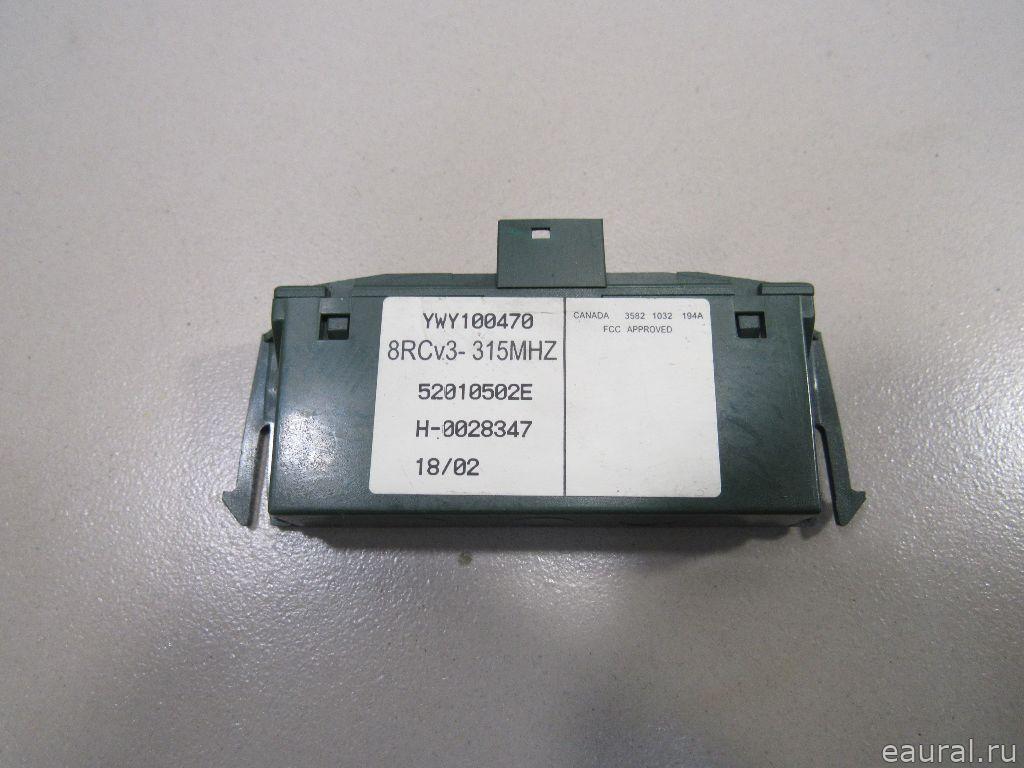 YWY100470
8RCv3- 315MHZ
52010502E
H-0028347
18/02
CANADA 3582 1032 194A
FCC APPROVED
eaural.ru